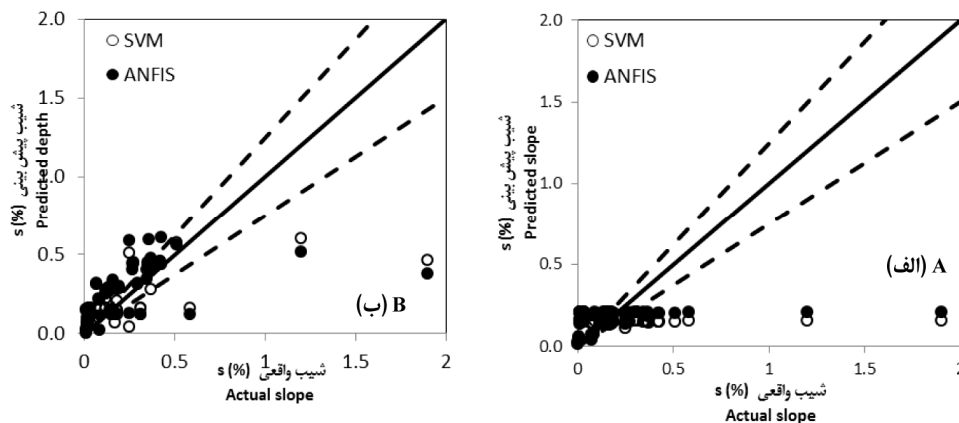 2.0
1.5
1.0
0.5
0.0
SVM
ANFIS
شیب پیش بینی s (%)
Predicted depth
B (ب)
0 0.5 1 1.5 2
شیب واقعی s (%)
Actual slope
2.0
1.5
1.0
0.5
0.0
SVM
ANFIS
شیب پیش بینی s (%)
Predicted slope
A (الف)
0 0.5 1 1.5 2
شیب واقعی s (%)
Actual slope